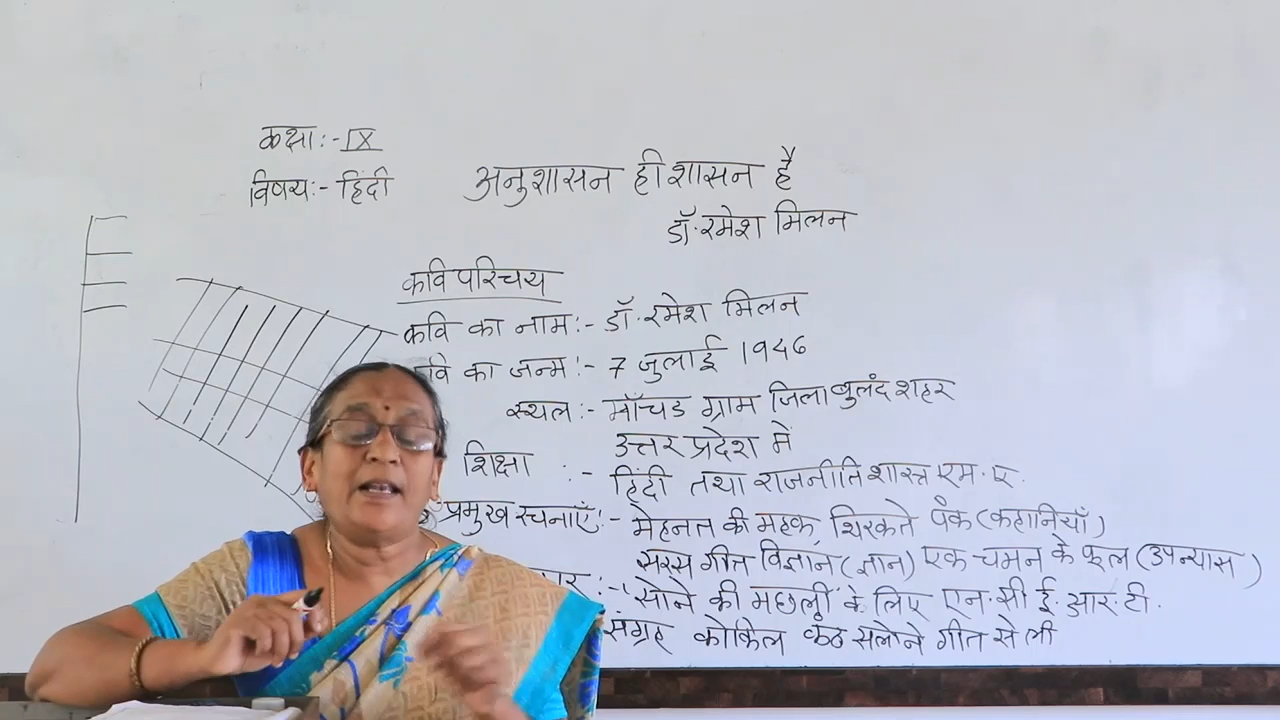 कक्षा:- IX
विषय:- हिंदी
अनुशासन ही शासन है
डॉ. रमेश मिलन
कवि परिचय
कवि का नाम:- डॉ. रमेश मिलन
वि का जन्म:- 7 जुलाई 1946
स्थल:- मॉचड ग्राम जिला बुलंद शहर
उत्तर प्रदेश में
शिक्षा :- हिंदी तथा राजनीति शास्त्र एम. ए.
प्रमुख रचनाएँ:- मेहनत की महक, थिरकते पंक (कहानियाँ)
सरस गीत विज्ञान (ज्ञान) एक चमन के फूल (उपन्यास)
:- 'सोने की मछली' के लिए एन. सी ई. आर. टी.
संग्रह कोकिल कंठ सलोने गीत से ली